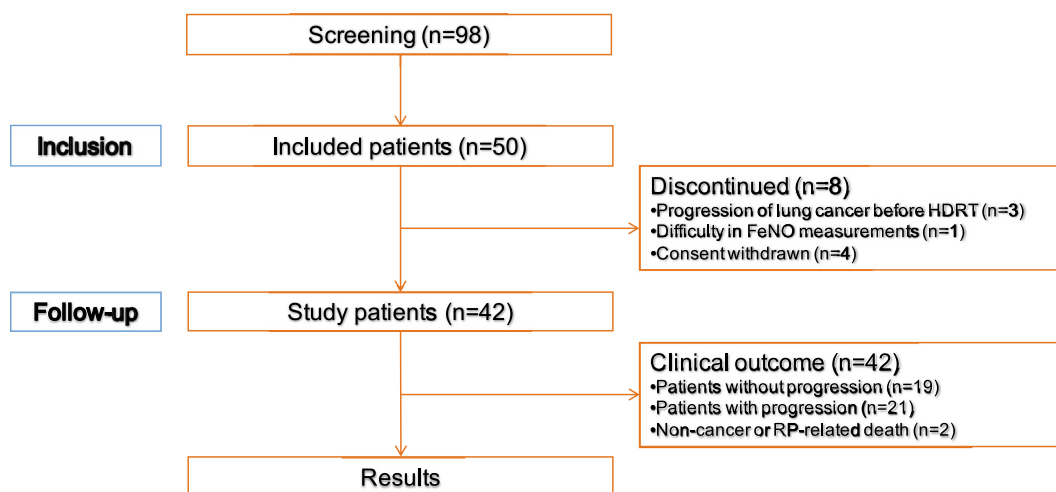 Screening (n=98)
Inclusion
Included patients (n=50)
Discontinued (n=8)
•Progression of lung cancer before HDRT (n=3)
•Difficulty in FeNO measurements (n=1)
•Consent withdrawn (n=4)
Follow-up
Study patients (n=42)
Clinical outcome (n=42)
•Patients without progression (n=19)
•Patients with progression (n=21)
•Non-cancer or RP-related death (n=2)
Results